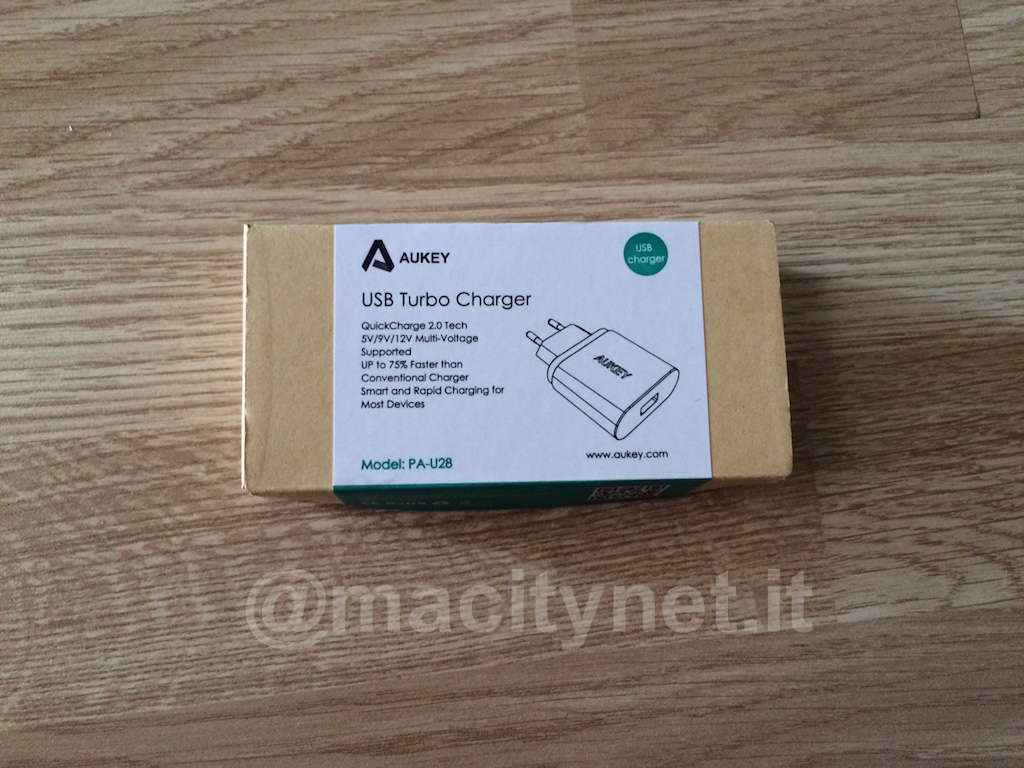 AUKEY
USB
charger
USB Turbo Charger
QuickCharge 2.0 Tech
5V/9V/12V Multi-Voltage
Supported
UP to 75% Faster than
Conventional Charger
Smart and Rapid Charging for
Most Devices
AUKEY
Model: PA-U28
www.aukey.com
@macitynet.it